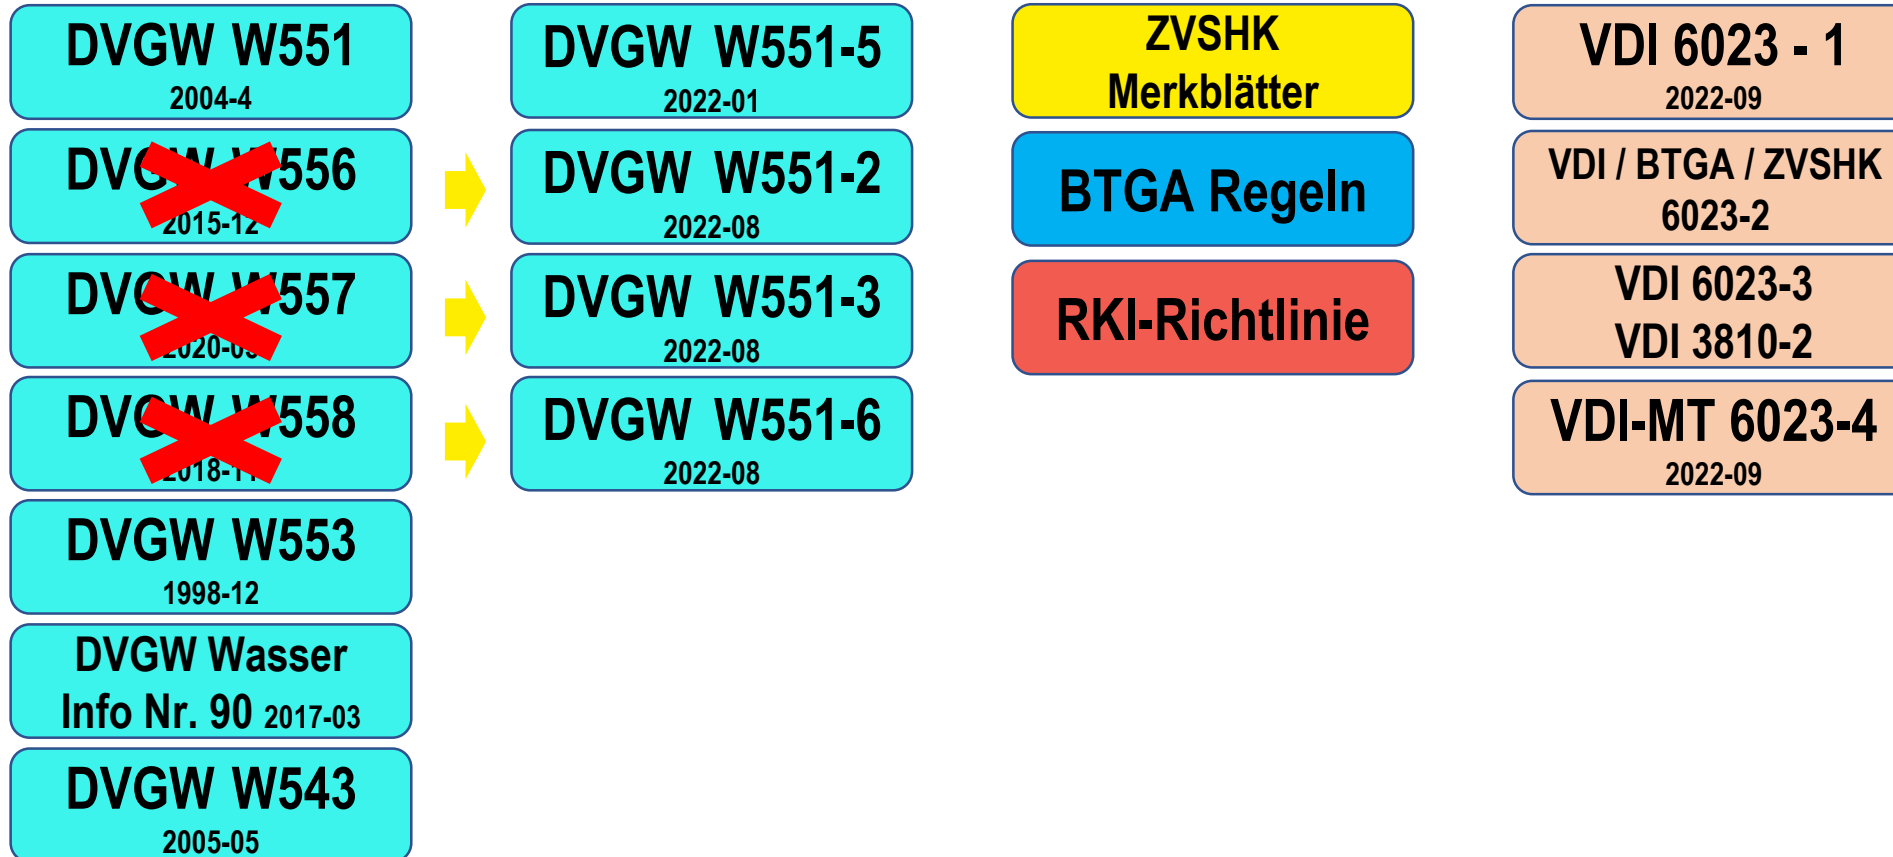 DVGW W551
2004-4
DVGW W556
2015-12
DVGW W557
DVGW W558
2018-11
DVGW W553
1998-12
DVGW Wasser
Info Nr. 90 2017-03
DVGW W543
2005-05
DVGW W551-5
2022-01
DVGW W551-2
2022-08
DVGW W551-3
2022-08
DVGW W551-6
2022-08
ZVSHK
Merkblätter
BTGA Regeln
RKI-Richtlinie
VDI 6023 - 1
2022-09
VDI / BTGA / ZVSHK
6023-2
VDI 6023-3
VDI 3810-2
VDI-MT 6023-4
2022-09